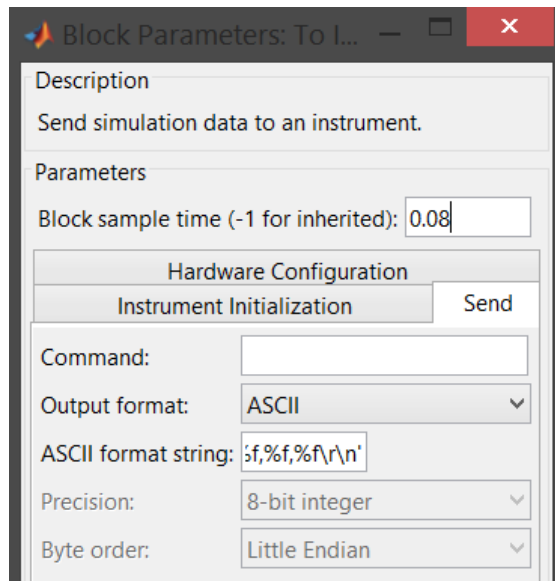 Block Parameters: To I...
Description
Send simulation data to an instrument.
Parameters
Block sample time (-1 for inherited): 0.08
Hardware Configuration
Instrument Initialization Send
Command:
Output format: ASCII
ASCII format string: %f,%f,%f\r\n'
Precision: 8-bit integer
Byte order: Little Endian